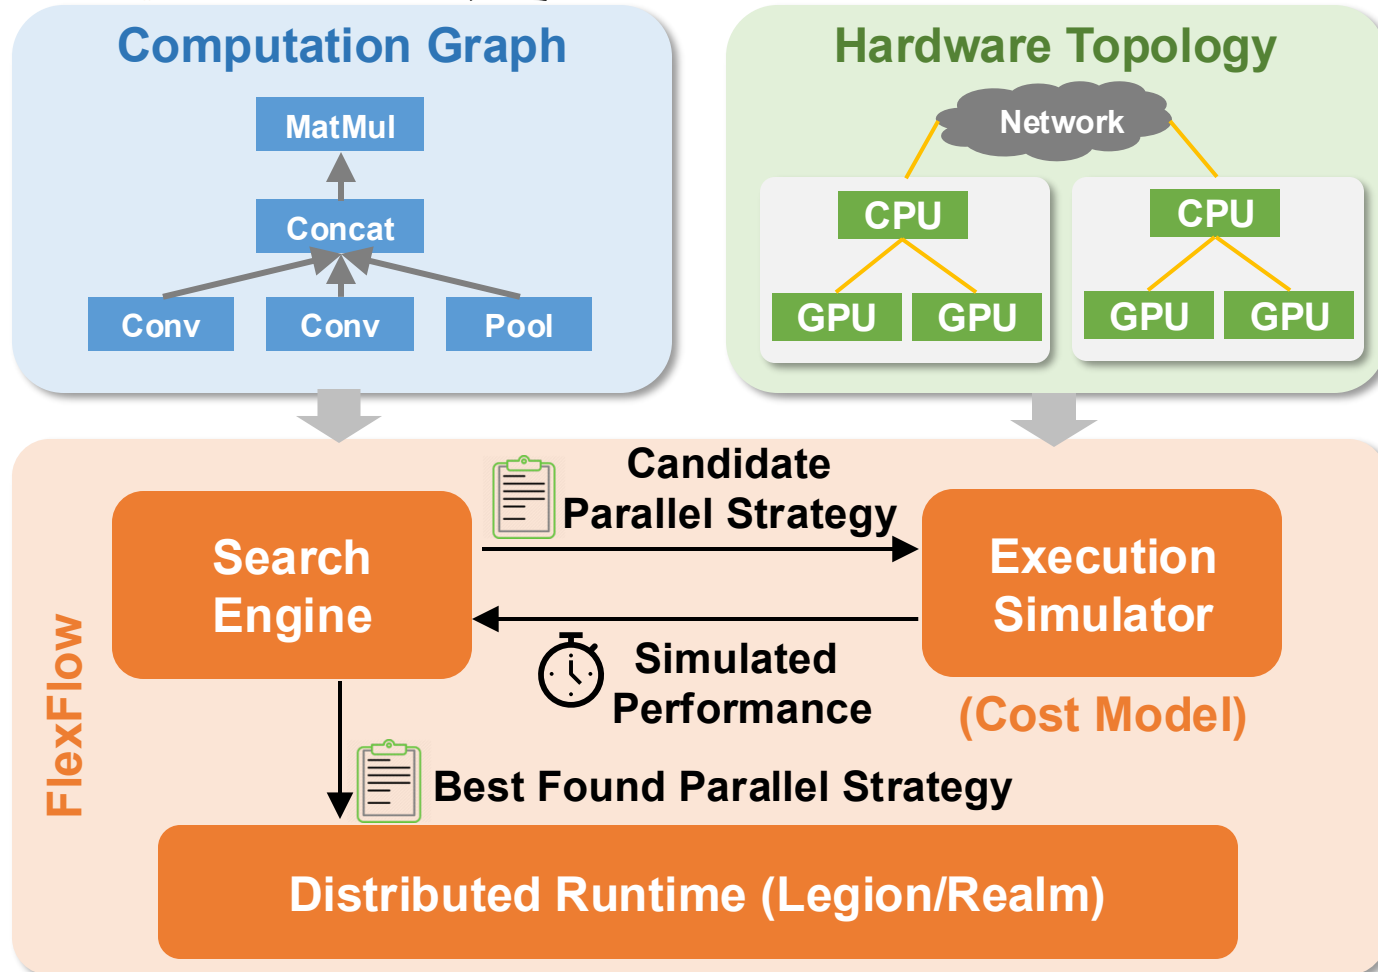 Computation Graph
MatMul
Concat
Conv
Conv
Pool
Hardware Topology
Network
CPU
GPU
GPU
CPU
GPU
GPU
FlexFlow
Search
Engine
Candidate
Parallel Strategy
Execution
Simulator
(Cost Model)
Simulated
Performance
Best Found Parallel Strategy
Distributed Runtime (Legion/Realm)